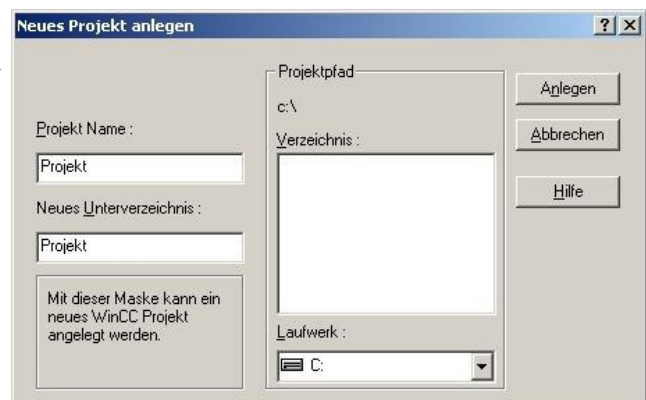 Neues Projekt anlegen
Projekt Name :
Projekt
Neues Unterverzeichnis :
Projekt
Mit dieser Maske kann ein
neues WinCC Projekt
angelegt werden.
Projektpfad
c:\
Verzeichnis :
Laufwerk :
C:
Anlegen
Abbrechen
Hilfe